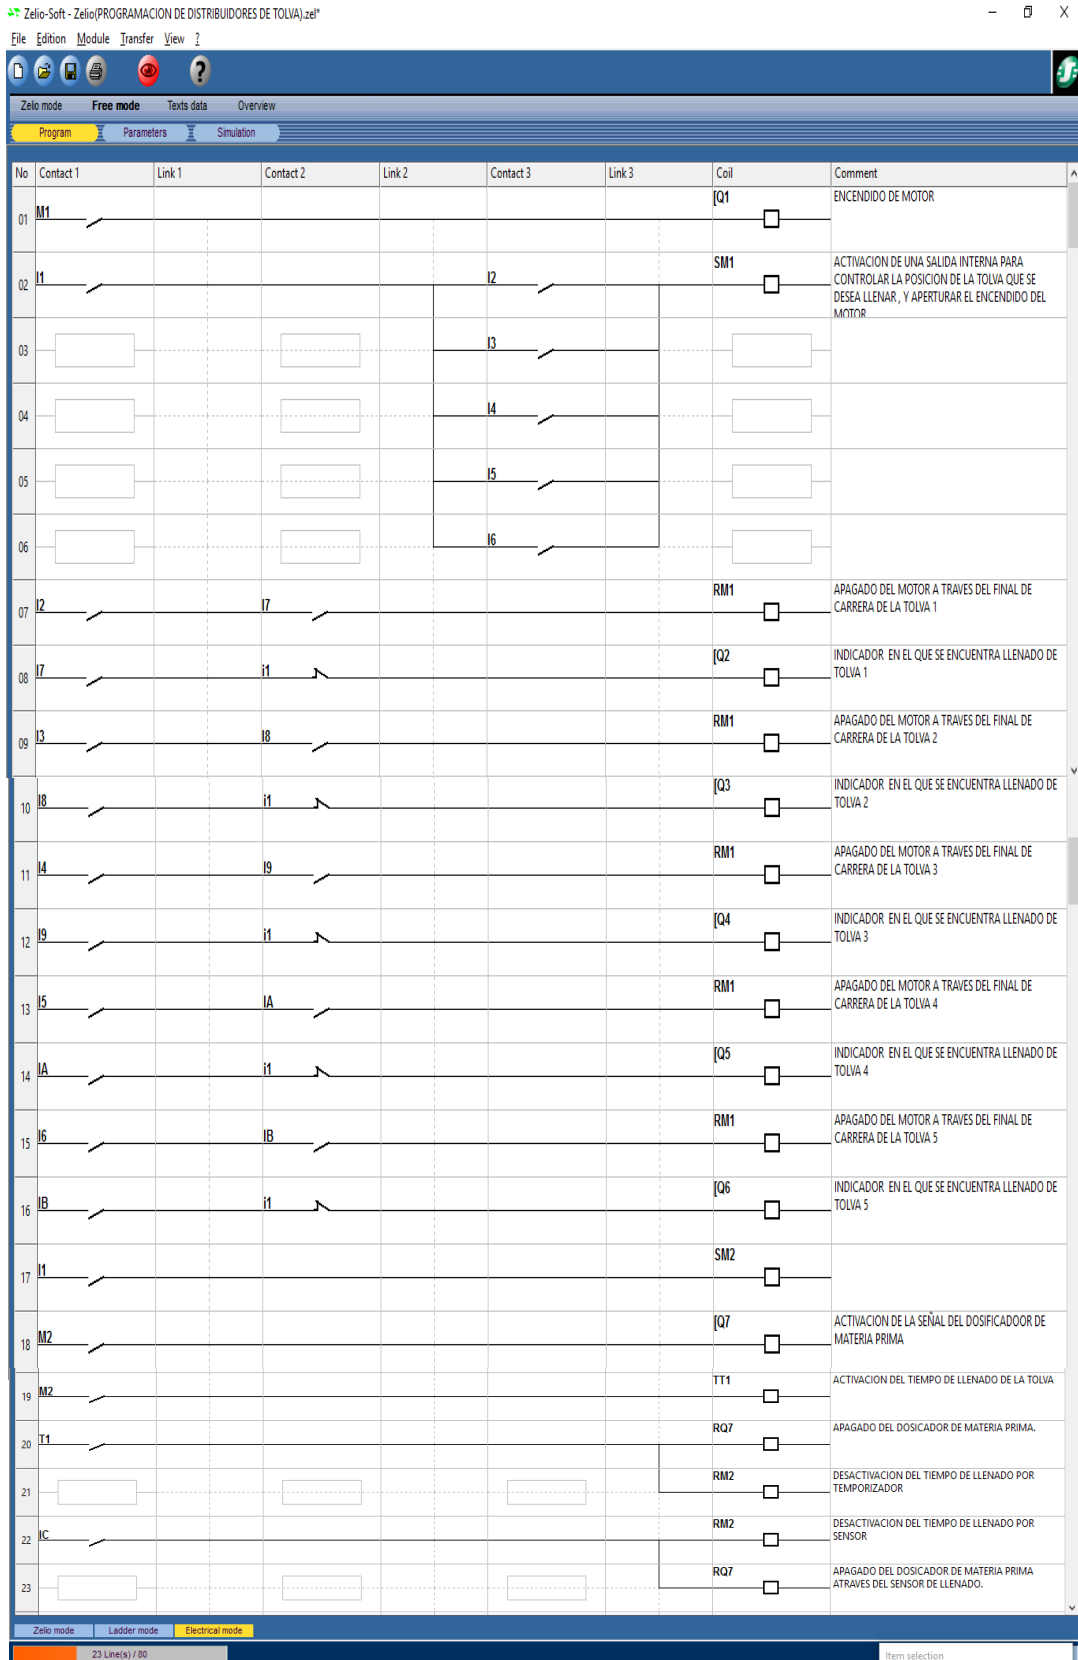 Zelio-Soft - Zelio(PROGRAMACION DE DISTRIBUIDORES DE TOLVA).zel*
File Edition Module Transfer View ?
Zelio mode Free mode Texts data Overview
Program Parameters Simulation
No Contact 1 Link 1 Contact 2 Link 2 Contact 3 Link 3 Coil Comment
01 M1 [Q1 ENCENDIDO DE MOTOR
02 I1 I2 SM1 ACTIVACION DE UNA SALIDA INTERNA PARA
CONTROLAR LA POSICION DE LA TOLVA QUE SE
DESEA LLENAR , Y APERTURAR EL ENCENDIDO DEL
MOTOR
03 I3
04 I4
05 I5
06 I6
07 I2 I7 RM1 APAGADO DEL MOTOR A TRAVES DEL FINAL DE
CARRERA DE LA TOLVA 1
08 I7 i1 [Q2 INDICADOR EN EL QUE SE ENCUENTRA LLENADO DE
TOLVA 1
09 I3 I8 RM1 APAGADO DEL MOTOR A TRAVES DEL FINAL DE
CARRERA DE LA TOLVA 2
10 I8 i1 [Q3 INDICADOR EN EL QUE SE ENCUENTRA LLENADO DE
TOLVA 2
11 I4 I9 RM1 APAGADO DEL MOTOR A TRAVES DEL FINAL DE
CARRERA DE LA TOLVA 3
12 I9 i1 [Q4 INDICADOR EN EL QUE SE ENCUENTRA LLENADO DE
TOLVA 3
13 I5 IA RM1 APAGADO DEL MOTOR A TRAVES DEL FINAL DE
CARRERA DE LA TOLVA 4
14 IA i1 [Q5 INDICADOR EN EL QUE SE ENCUENTRA LLENADO DE
TOLVA 4
15 I6 IB RM1 APAGADO DEL MOTOR A TRAVES DEL FINAL DE
CARRERA DE LA TOLVA 5
16 IB i1 [Q6 INDICADOR EN EL QUE SE ENCUENTRA LLENADO DE
TOLVA 5
17 I1 SM2
18 M2 [Q7 ACTIVACION DE LA SEÑAL DEL DOSIFICADOOR DE
MATERIA PRIMA
19 M2 TT1 ACTIVACION DEL TIEMPO DE LLENADO DE LA TOLVA
20 T1 RQ7 APAGADO DEL DOSICADOR DE MATERIA PRIMA.
21 RM2 DESACTIVACION DEL TIEMPO DE LLENADO POR
TEMPORIZADOR
22 IC RM2 DESACTIVACION DEL TIEMPO DE LLENADO POR
SENSOR
23 RQ7 APAGADO DEL DOSICADOR DE MATERIA PRIMA
ATRAVES DEL SENSOR DE LLENADO.
Zelio mode Ladder mode Electrical mode
23 Line(s) / 80 Item selection